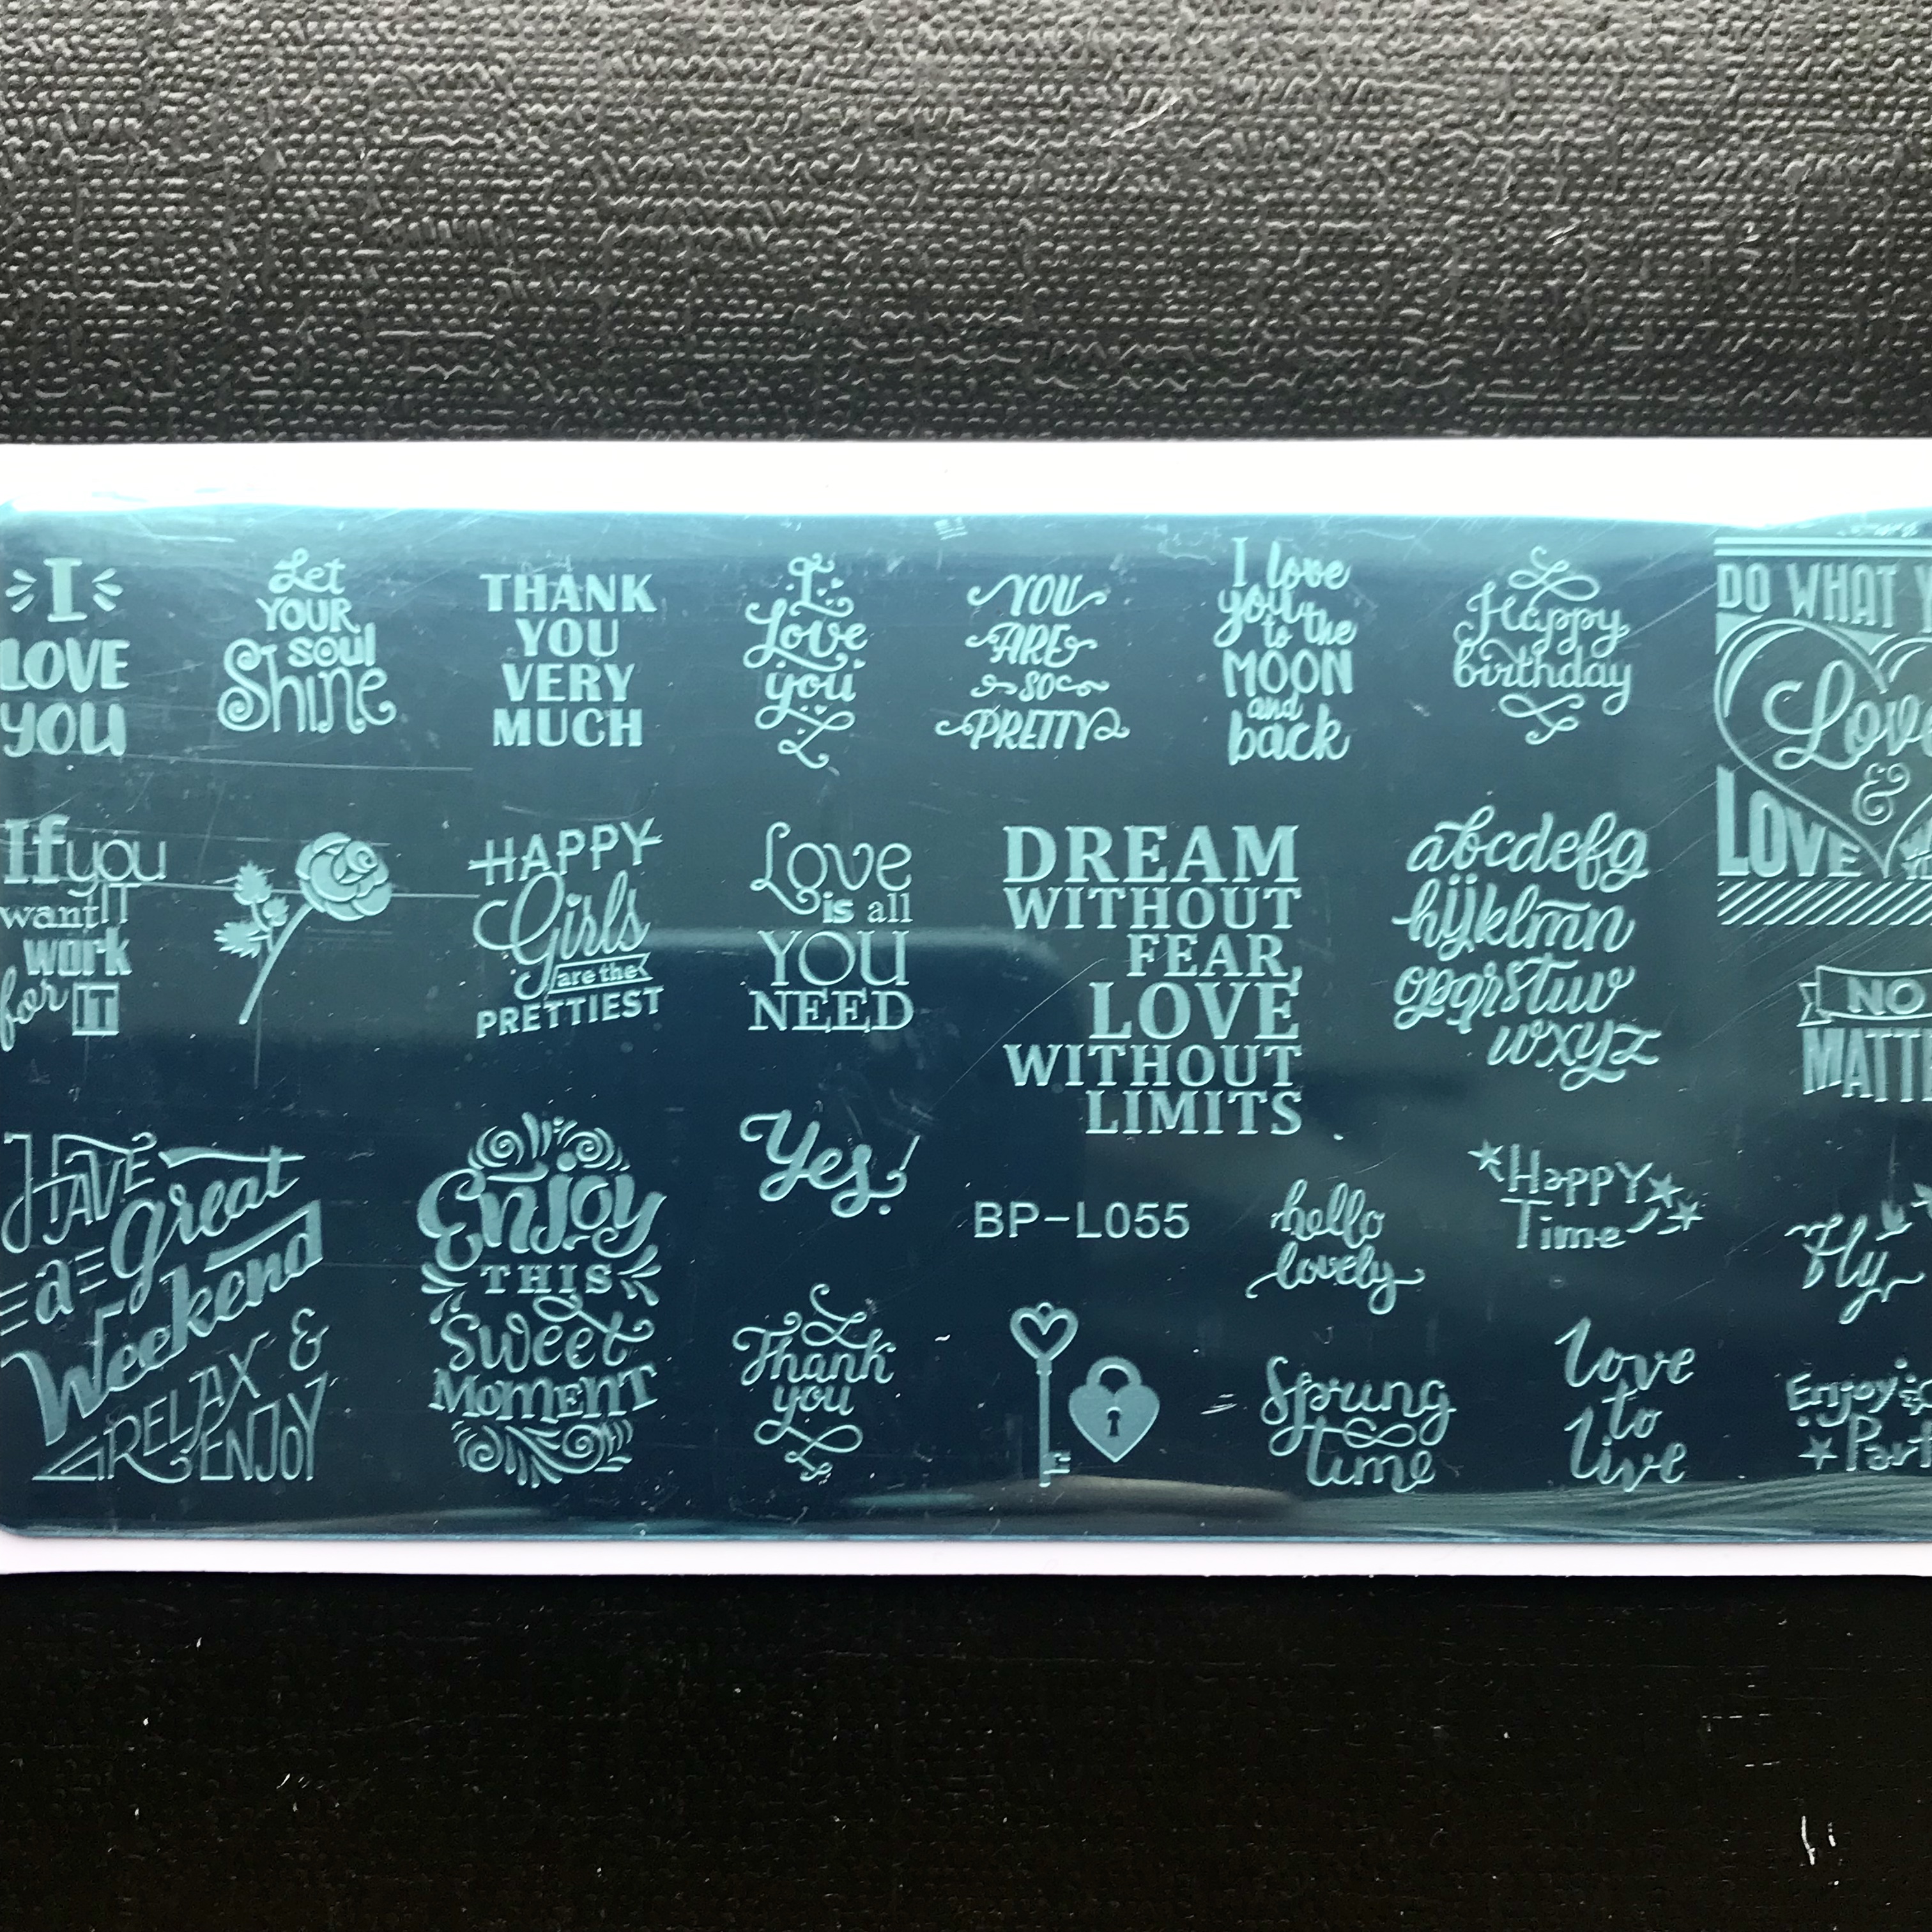 I
LOVE
YOU
Let
YOUR
soul
Shine
THANK
YOU
VERY
MUCH
I
Love
you
YOU
ARE
SO
PRETTY
I love
you to the
MOON
and
back
Happy
birthday
DO WHAT
Love
&
LOVE
If you
want IT
work
for IT
HAPPY
Girls
are the
PRETTIEST
Love
is all
YOU
NEED
DREAM
WITHOUT
FEAR,
LOVE
WITHOUT
LIMITS
abcdefg
hijklmn
opqrstuv
wxyz
NO
HAVE
a great
Weekend
RELAX &
ENJOY
Enjoy
THIS
Sweet
MOMENT
Yes!
Thank
you
BP-L055
hello
lovely
HAPPY
Time
Fly
Spring
time
love
to
live
Enjoy